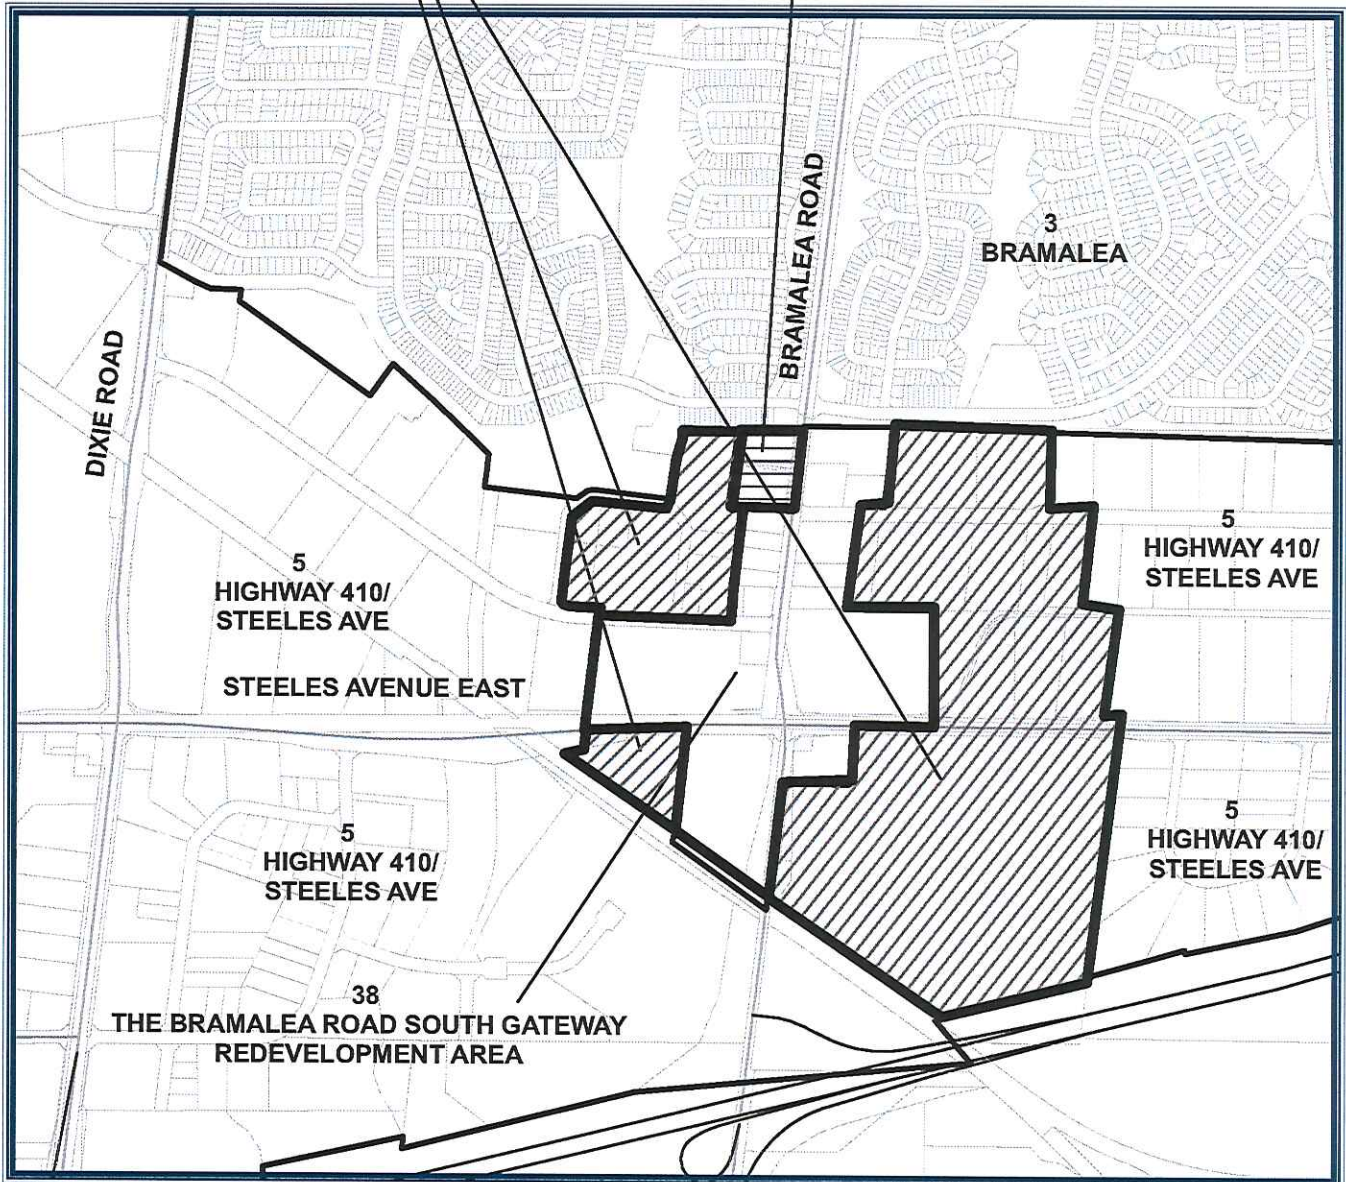 BRAMALEA ROAD
3
BRAMALEA
DIXIE ROAD
5
HIGHWAY 410/
STEELES AVE
5
HIGHWAY 410/
STEELES AVE
STEELES AVENUE EAST
5
HIGHWAY 410/
STEELES AVE
5
HIGHWAY 410/
STEELES AVE
38
THE BRAMALEA ROAD SOUTH GATEWAY
REDEVELOPMENT AREA